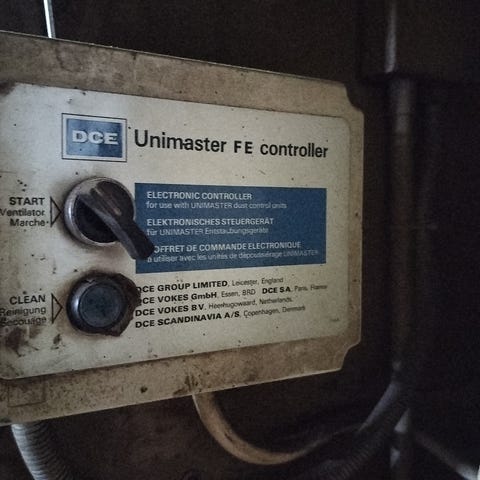 DCE Unimaster FE controller
START
Ventilator
Marche
ELECTRONIC CONTROLLER
for use with UNIMASTER dust control units
ELEKTRONISCHES STEUERGERÄT
für UNIMASTER Entstaubungsgeräte
COFFRET DE COMMANDE ELECTRONIQUE
a utiliser avec les unités de dépoussiérage UNIMASTER
CLEAN
Reinigung
Secouage
DCE GROUP LIMITED, Leicester, England
DCE VOKES GmbH, Essen, BRD DCE S.A. Paris, France
DCE VOKES B.V. Heerhugowaard, Netherlands.
DCE SCANDINAVIA A/S. Copenhagen, Denmark